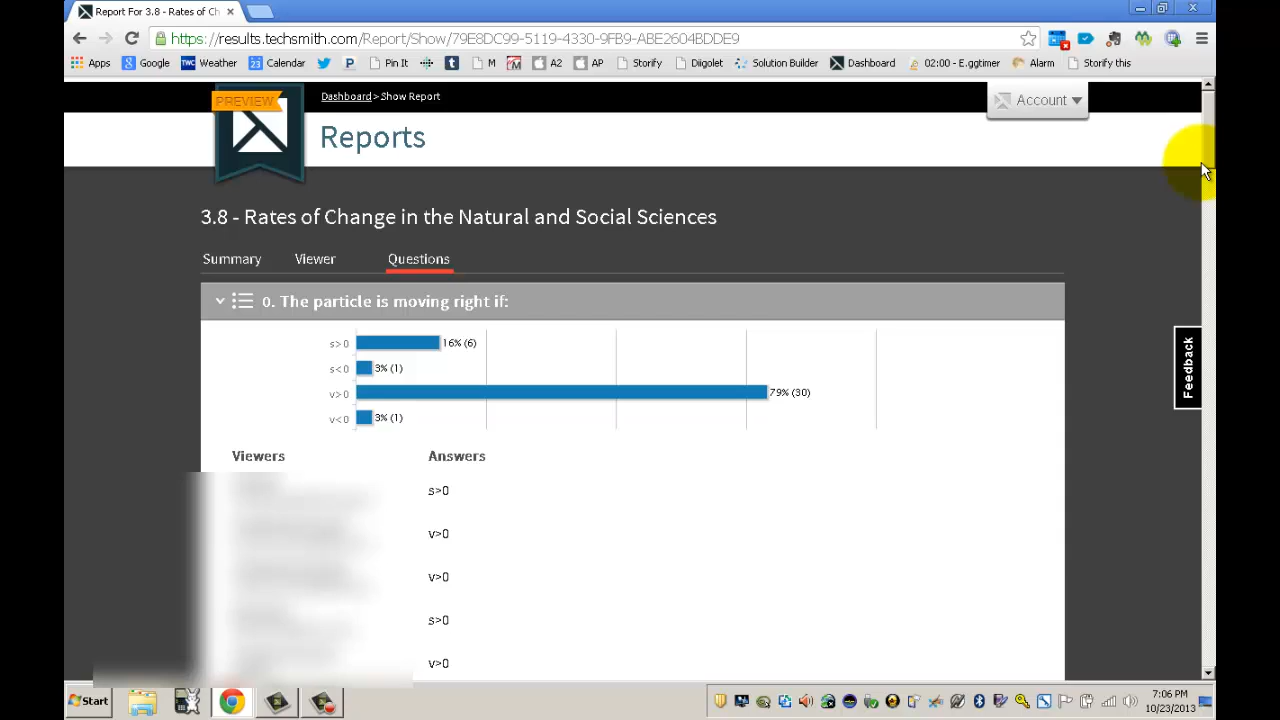 Report For 3.8 - Rates of Ch
https://results.techsmith.com/Report/Show/79E8DC99-5119-4330-9FB9-ABE2604BDDE9
Apps Google Weather Calendar Pin It M AP A2 Storify Diigolet Solution Builder Dashboard 02:00 - E.ggtimer Alarm Storify this
PREVIEW
Dashboard > Show Report
Account
Reports
3.8 - Rates of Change in the Natural and Social Sciences
Summary Viewer Questions
0. The particle is moving right if:
s>0 16% (6)
s<0 3% (1)
v>0 79% (30)
v<0 3% (1)
Feedback
Viewers Answers
s>0
v>0
v>0
s>0
v>0
Start
7:06 PM
10/23/2013